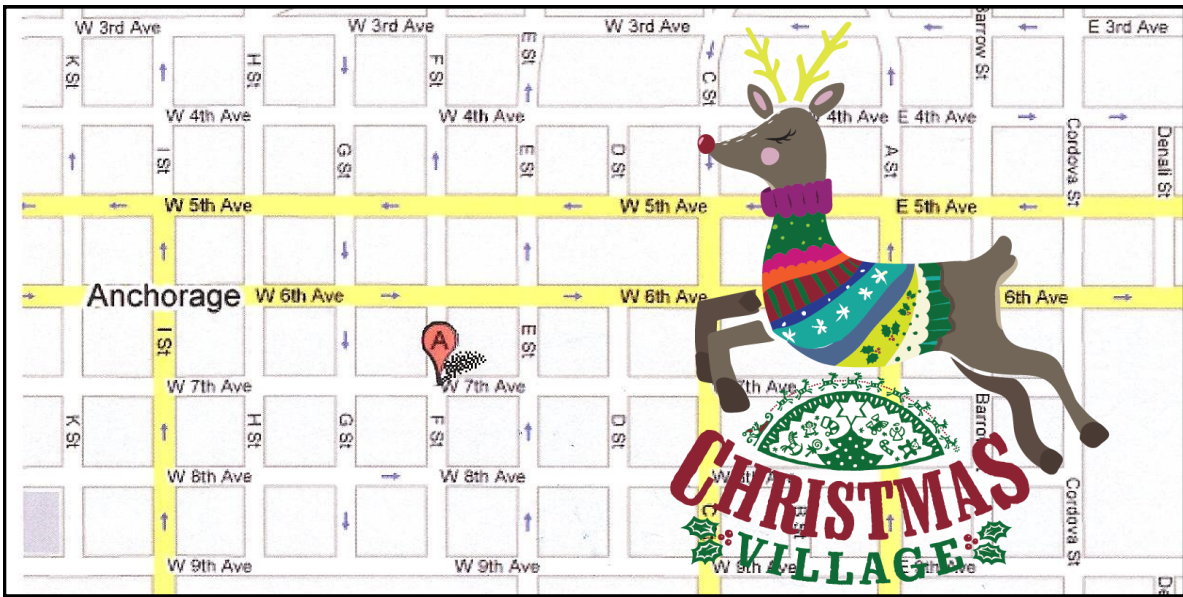 W 3rd Ave
W 3rd Ave
W 3rd Ave
E 3rd Ave
K St
H St
F St
E St
C St
Barrow St
W 4th Ave
W 4th Ave
4th Ave
E 4th Ave
I St
G St
E St
D St
A St
Cordova St
Denali St
W 5th Ave
W 5th Ave
E 5th Ave
Anchorage
W 6th Ave
W 6th Ave
6th Ave
I St
A
E St
W 7th Ave
W 7th Ave
7th Ave
K St
H St
G St
F St
D St
W 8th Ave
W 8th Ave
CHRISTMAS
VILLAGE
Cordova St
W 9th Ave
W 9th Ave
W 9th Ave